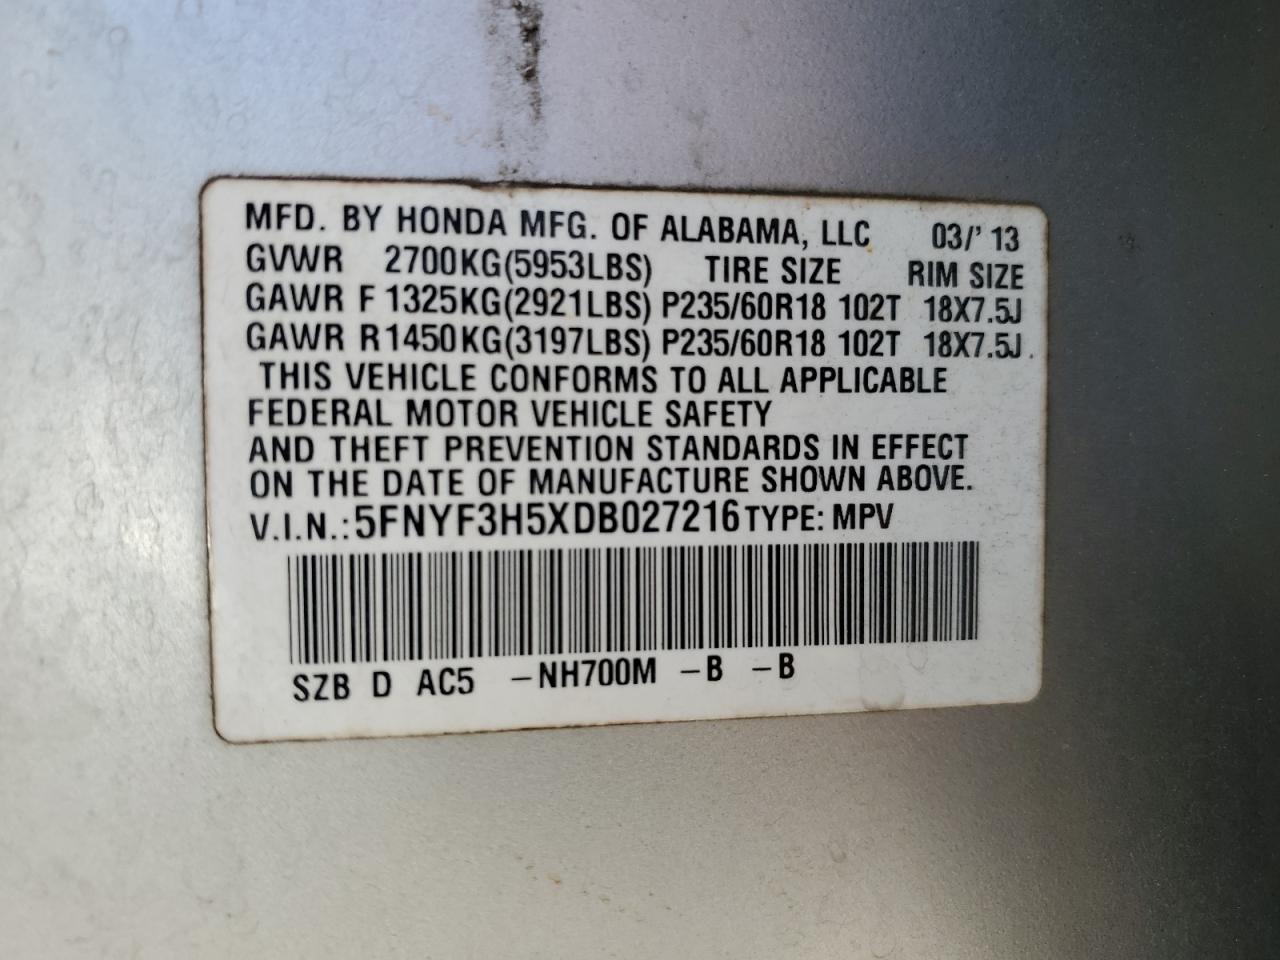 MFD. BY HONDA MFG. OF ALABAMA, LLC 03/' 13
GVWR 2700KG(5953LBS) TIRE SIZE RIM SIZE
GAWR F 1325KG(2921LBS) P235/60R18 102T 18X7.5J
GAWR R1450KG(3197LBS) P235/60R18 102T 18X7.5J.
THIS VEHICLE CONFORMS TO ALL APPLICABLE
FEDERAL MOTOR VEHICLE SAFETY
AND THEFT PREVENTION STANDARDS IN EFFECT
ON THE DATE OF MANUFACTURE SHOWN ABOVE.
V.I.N.:5FNYF3H5XDB027216 TYPE: MPV
SZB D AC5 -NH700M -B -B